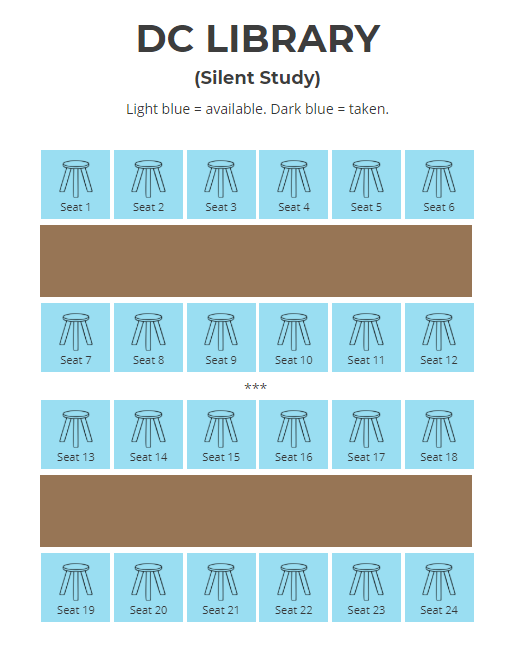 DC LIBRARY
(Silent Study)
Light blue = available. Dark blue = taken.
Seat 1 Seat 2 Seat 3 Seat 4 Seat 5 Seat 6
Seat 7 Seat 8 Seat 9 Seat 10 Seat 11 Seat 12
***
Seat 13 Seat 14 Seat 15 Seat 16 Seat 17 Seat 18
Seat 19 Seat 20 Seat 21 Seat 22 Seat 23 Seat 24